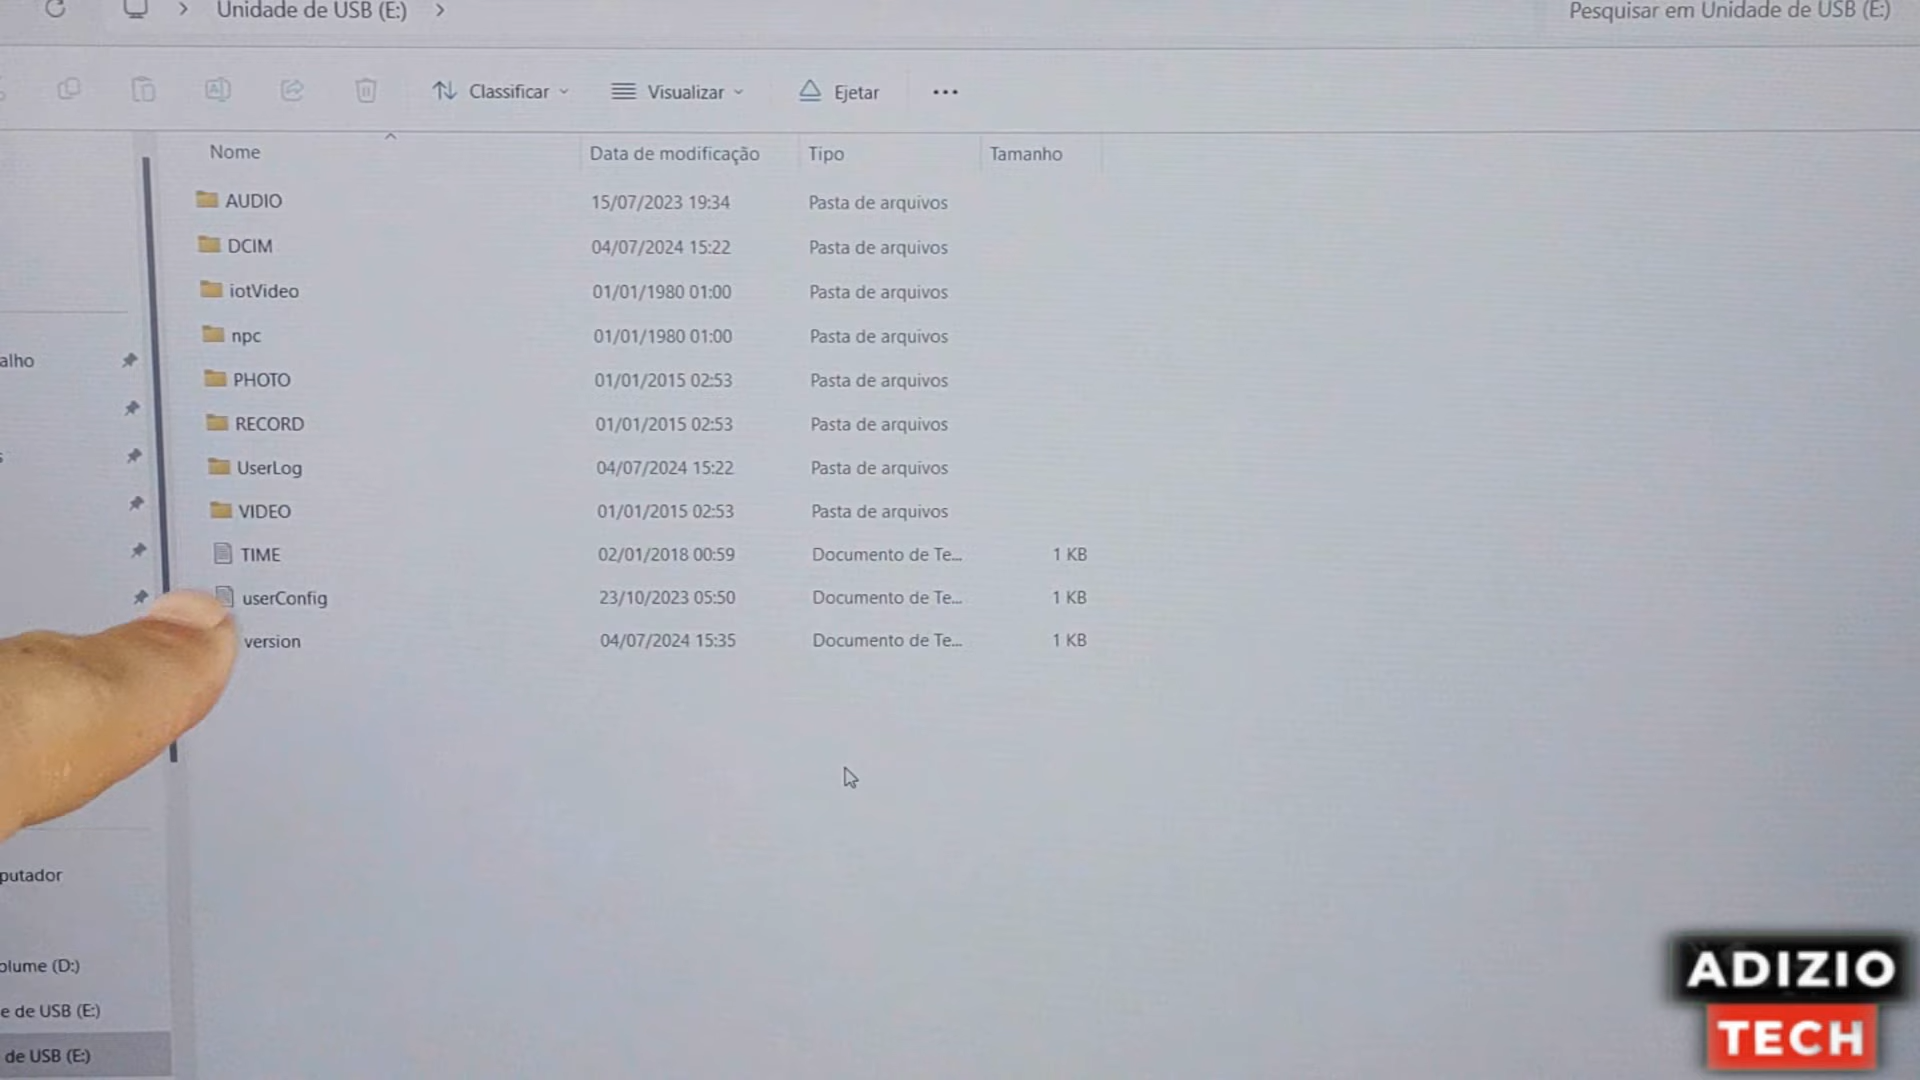 Unidade de USB (E:)
Pesquisar em Unidade de USB (E:)
Classificar
Visualizar
Ejetar
Nome Data de modificação Tipo Tamanho
AUDIO 15/07/2023 19:34 Pasta de arquivos
DCIM 04/07/2024 15:22 Pasta de arquivos
iotVideo 01/01/1980 01:00 Pasta de arquivos
npc 01/01/1980 01:00 Pasta de arquivos
PHOTO 01/01/2015 02:53 Pasta de arquivos
RECORD 01/01/2015 02:53 Pasta de arquivos
UserLog 04/07/2024 15:22 Pasta de arquivos
VIDEO 01/01/2015 02:53 Pasta de arquivos
TIME 02/01/2018 00:59 Documento de Te... 1 KB
userConfig 23/10/2023 05:50 Documento de Te... 1 KB
version 04/07/2024 15:35 Documento de Te... 1 KB
alho
putador
olume (D:)
e de USB (E:)
de USB (E:)
ADIZIO
TECH